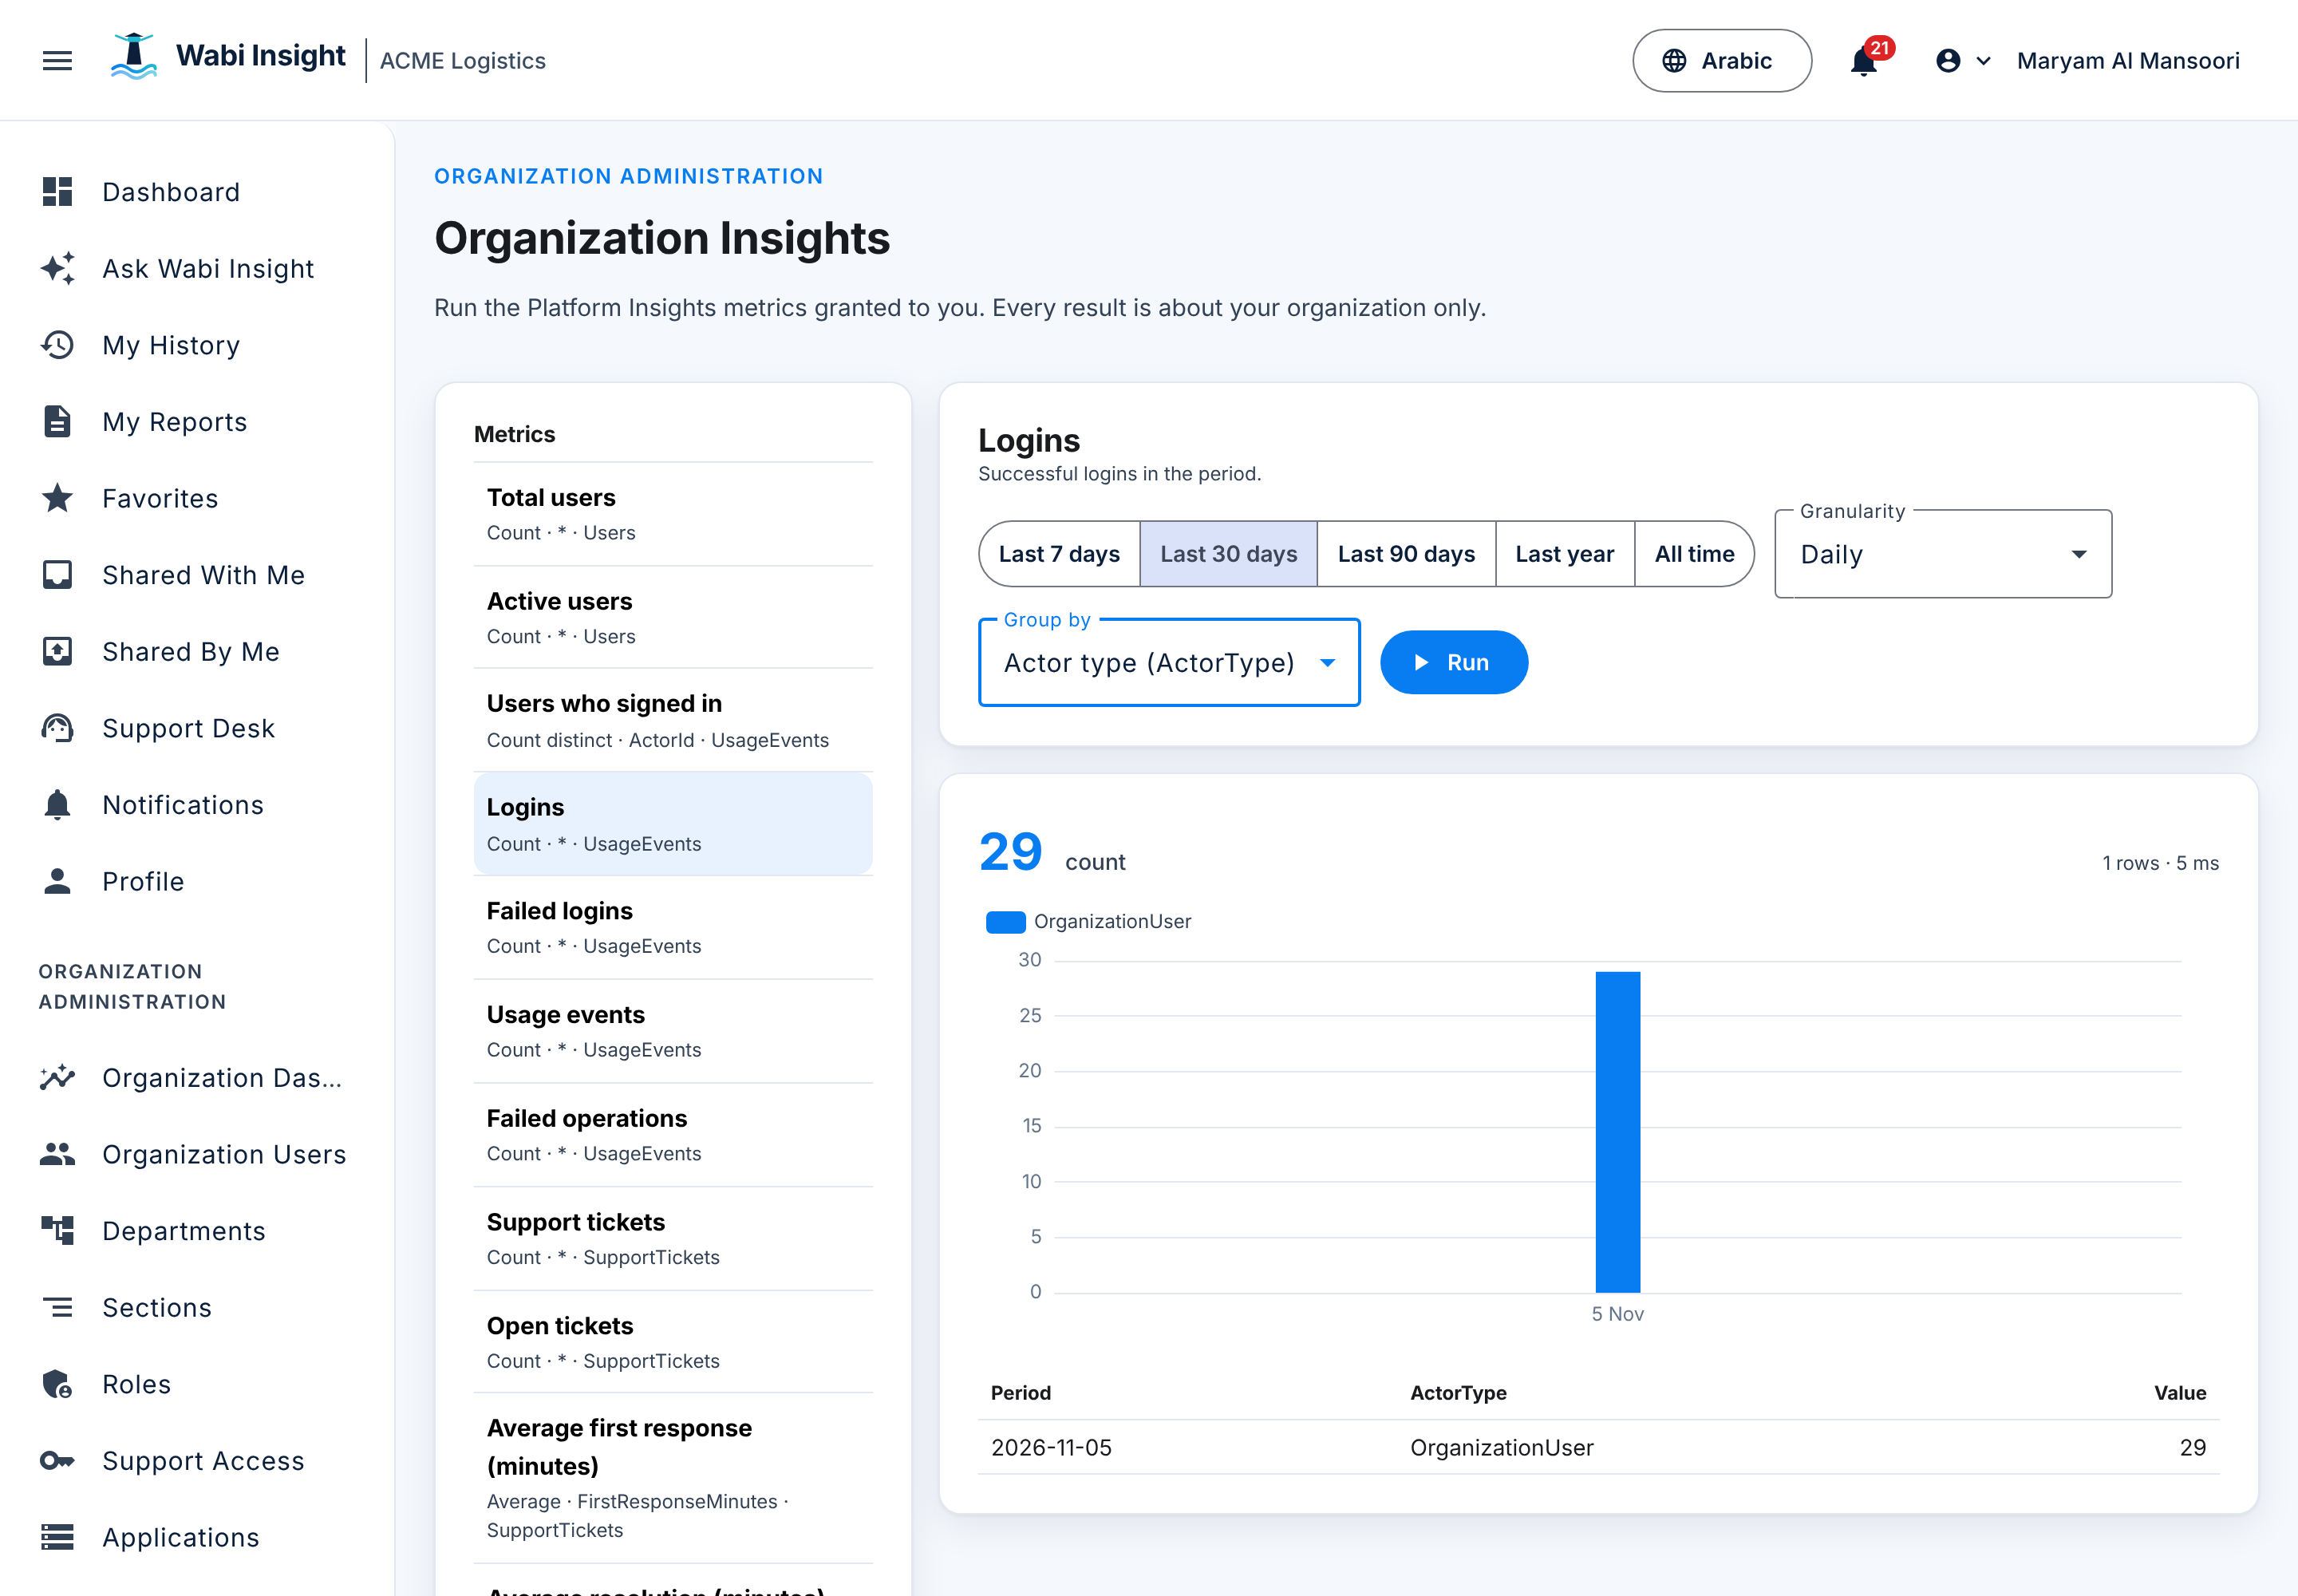 Wabi Insight
ACME Logistics
Arabic
21
Maryam Al Mansoori
Dashboard
Ask Wabi Insight
My History
My Reports
Favorites
Shared With Me
Shared By Me
Support Desk
Notifications
Profile
ORGANIZATION
ADMINISTRATION
Organization Das...
Organization Users
Departments
Sections
Roles
Support Access
Applications
ORGANIZATION ADMINISTRATION
Organization Insights
Run the Platform Insights metrics granted to you. Every result is about your organization only.
Metrics
Total users
Count · * · Users
Active users
Count · * · Users
Users who signed in
Count distinct · ActorId · UsageEvents
Logins
Count · * · UsageEvents
Failed logins
Count · * · UsageEvents
Usage events
Count · * · UsageEvents
Failed operations
Count · * · UsageEvents
Support tickets
Count · * · SupportTickets
Open tickets
Count · * · SupportTickets
Average first response
(minutes)
Average · FirstResponseMinutes ·
SupportTickets
Average resolution (minutes)
Logins
Successful logins in the period.
Last 7 days
Last 30 days
Last 90 days
Last year
All time
Granularity
Daily
Group by
Actor type (ActorType)
Run
29 count
1 rows · 5 ms
OrganizationUser
30
25
20
15
10
5
0
5 Nov
Period ActorType Value
2026-11-05 OrganizationUser 29